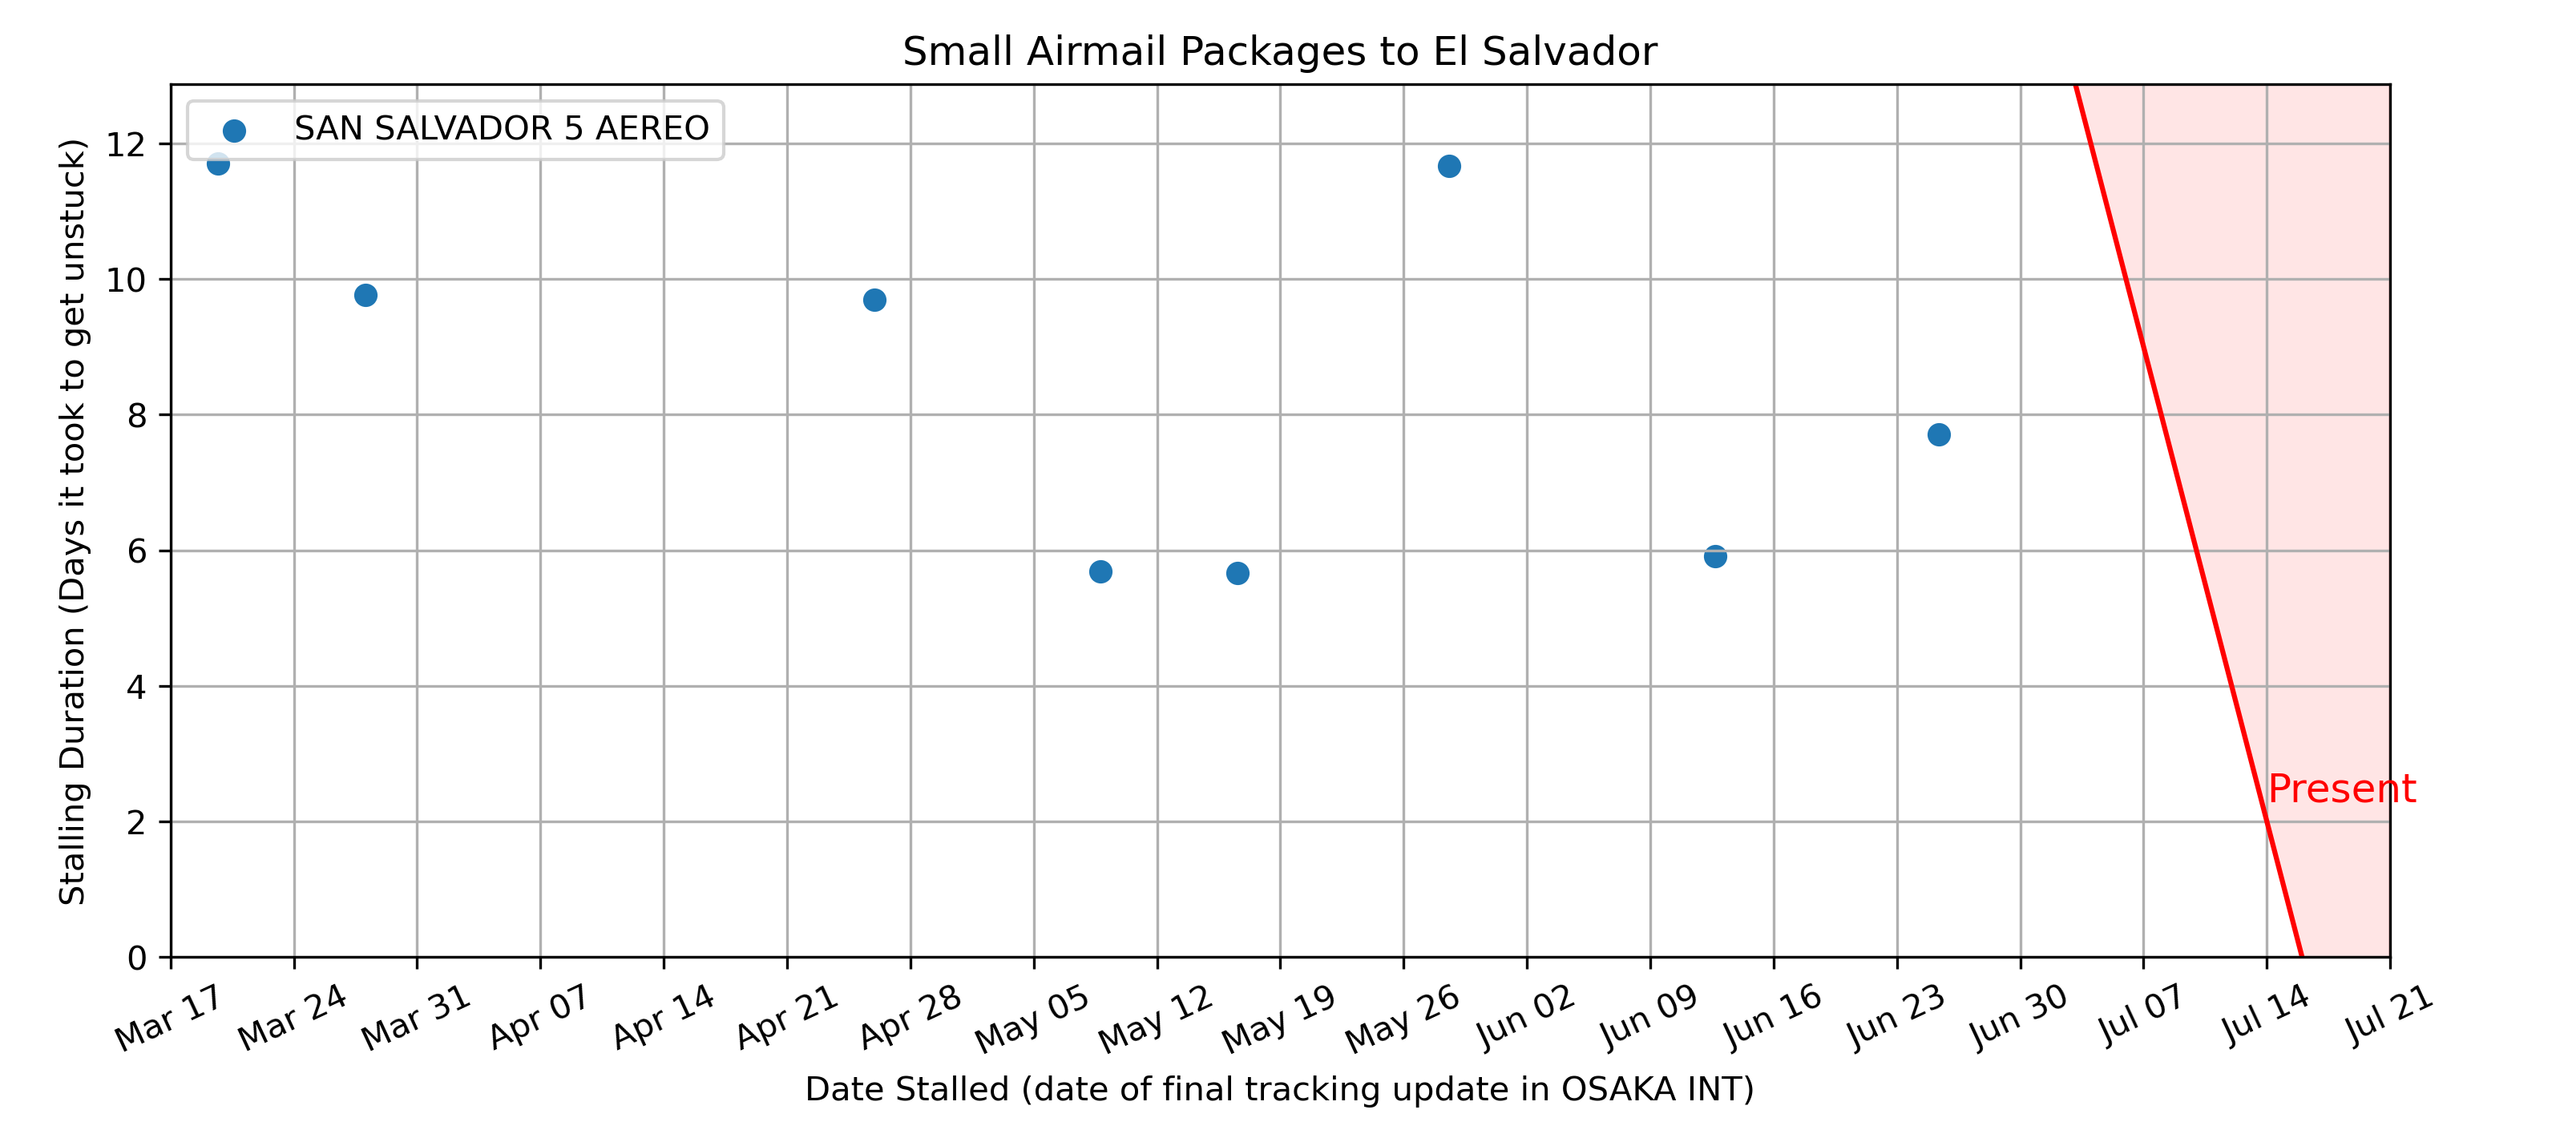 Small Airmail Packages to El Salvador
SAN SALVADOR 5 AEREO
Stalling Duration (Days it took to get unstuck)
12
10
8
6
4
2
0
Present
Mar 17
Mar 24
Mar 31
Apr 07
Apr 14
Apr 21
Apr 28
May 05
May 12
May 19
May 26
Jun 02
Jun 09
Jun 16
Jun 23
Jun 30
Jul 07
Jul 14
Jul 21
Date Stalled (date of final tracking update in OSAKA INT)